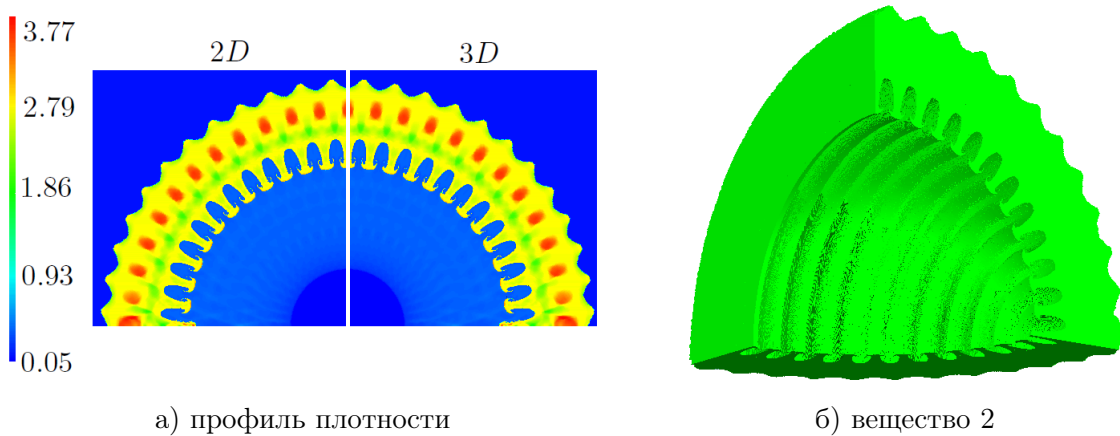 2D 3D
3.77
2.79
1.86
0.93
0.05
а) профиль плотности
б) вещество 2